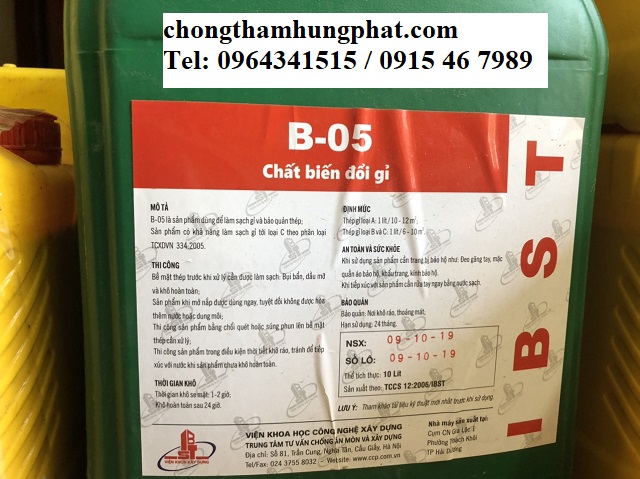 chongthamhungphat.com
Tel: 0964341515 / 0915 46 7989
B-05
Chất biến đổi gỉ
MÔ TẢ
B-05 là sản phẩm dùng để làm sạch gỉ và bảo quản thép;
Sản phẩm có khả năng làm sạch gỉ tới loại C theo phân loại
TCXDVN 334:2005.
THI CÔNG
Bề mặt thép trước khi xử lý cần được làm sạch: Bụi bẩn, dầu mỡ
và khô hoàn toàn;
Sản phẩm khi mở nắp được dùng ngay, tuyệt đối không được hòa
thêm nước hoặc dung môi;
Thi công sản phẩm bằng chổi quét hoặc súng phun lên bề mặt
thép cần xử lý;
Thi công sản phẩm trong điều kiện thời tiết khô ráo, tránh để tiếp
xúc với nước khi sản phẩm chưa khô hoàn toàn.
THỜI GIAN KHÔ
Thời gian khô se mặt: 1-2 giờ;
Khô hoàn toàn sau 24 giờ.
ĐỊNH MỨC
Thép gỉ loại A: 1 lít / 10 - 12 m².
Thép gỉ loại B và C: 1 lít / 6 - 10 m².
AN TOÀN VÀ SỨC KHỎE
Khi sử dụng sản phẩm cần trang bị bảo hộ như: Đeo găng tay, mặc
quần áo bảo hộ, khẩu trang, kính bảo hộ.
Khi tiếp xúc với sản phẩm cần rửa tay ngay bằng nước sạch.
BẢO QUẢN
Bảo quản: Nơi khô ráo, thoáng mát;
Hạn sử dụng: 24 tháng.
NSX: 09-10-19
SỐ LÔ: 09-10-19
Thể tích thực: 10 Lít
Sản xuất theo: TCCS 12:2006/IBST
LƯU Ý: Tham khảo tài liệu kỹ thuật mới nhất trước khi sử dụng.
IBST
VIỆN KHOA HỌC CÔNG NGHỆ XÂY DỰNG
TRUNG TÂM TƯ VẤN CHỐNG ĂN MÒN VÀ XÂY DỰNG
Địa chỉ: Số 81, Trần Cung, Nghĩa Tân, Cầu Giấy, Hà Nội
Tel/Fax: 024 3755 8032 - Website: www.ccp.com.vn
Nhà máy sản xuất tại:
Cụm CN Gia Lộc I
Phường Thạch Khôi
TP Hải Dương